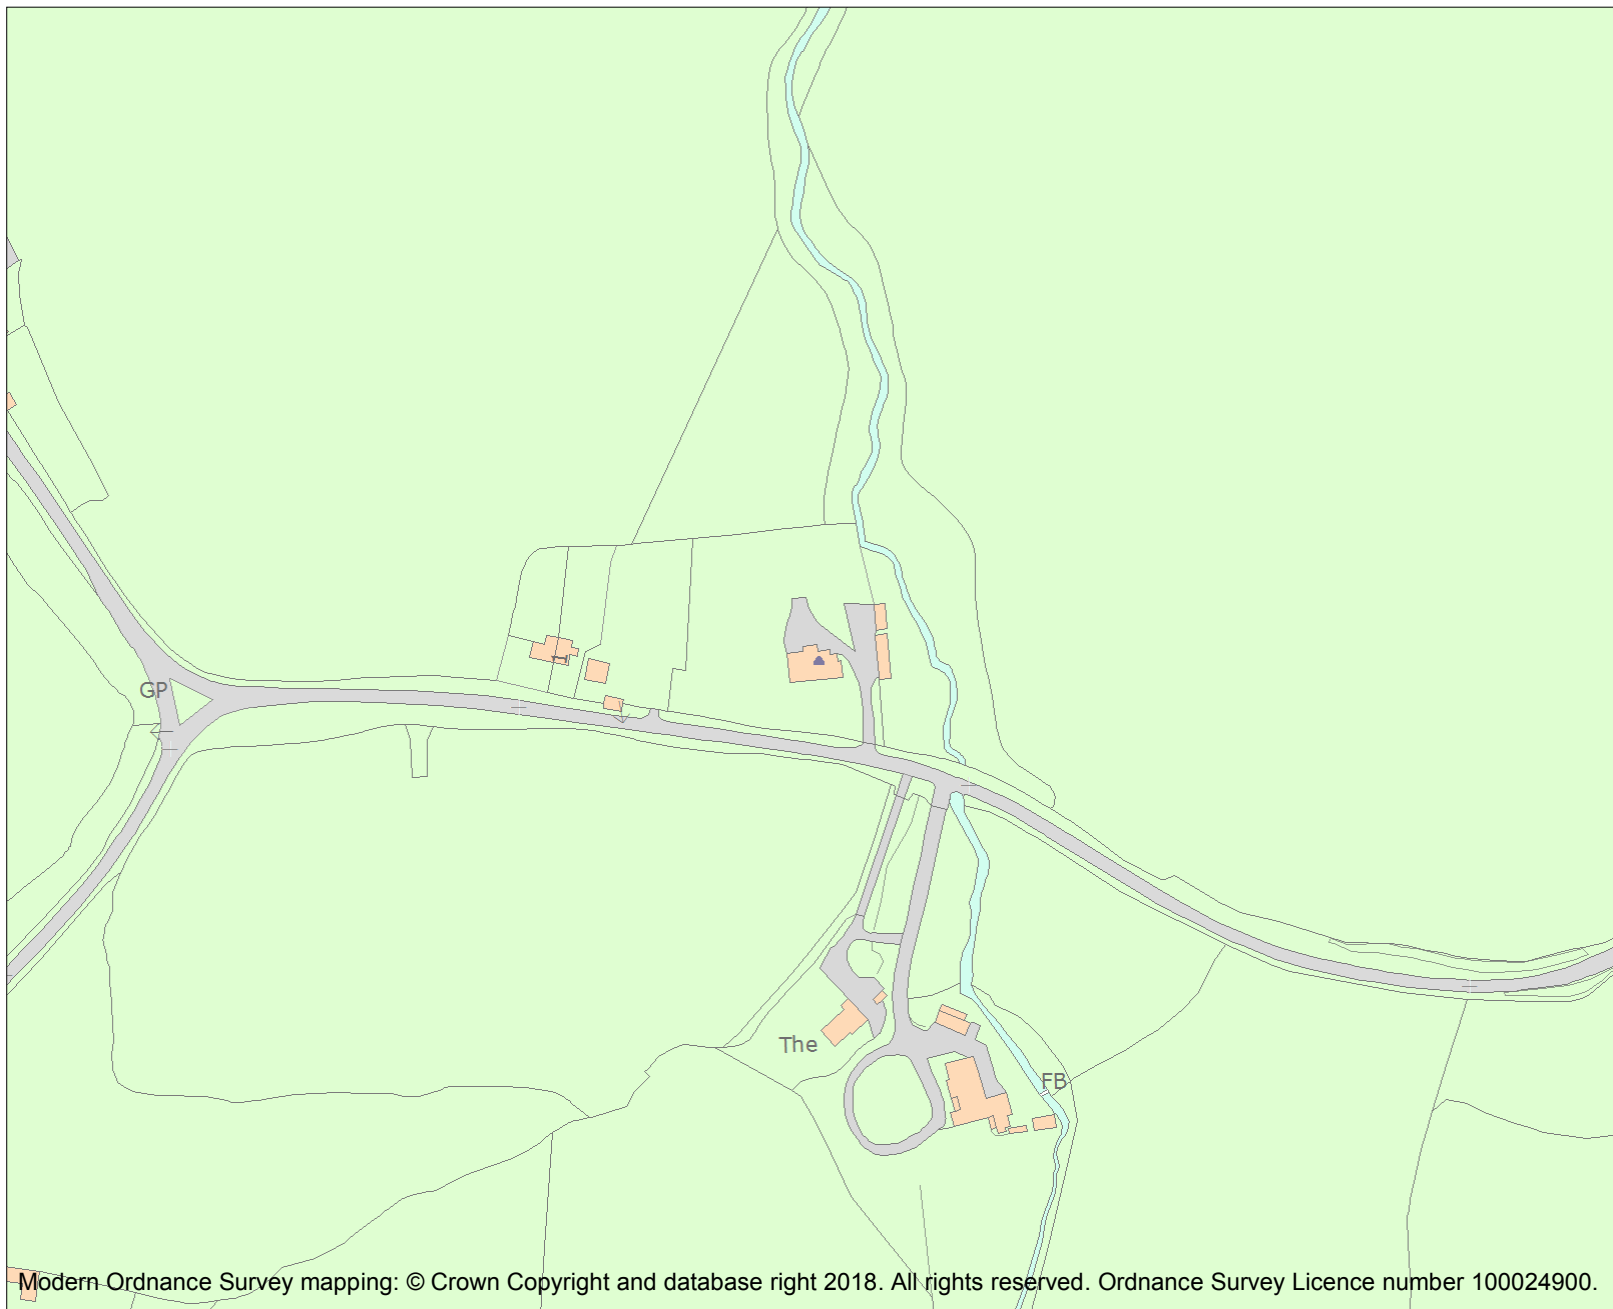 GP
The
FB
Modern Ordnance Survey mapping: © Crown Copyright and database right 2018. All rights reserved. Ordnance Survey Licence number 100024900.